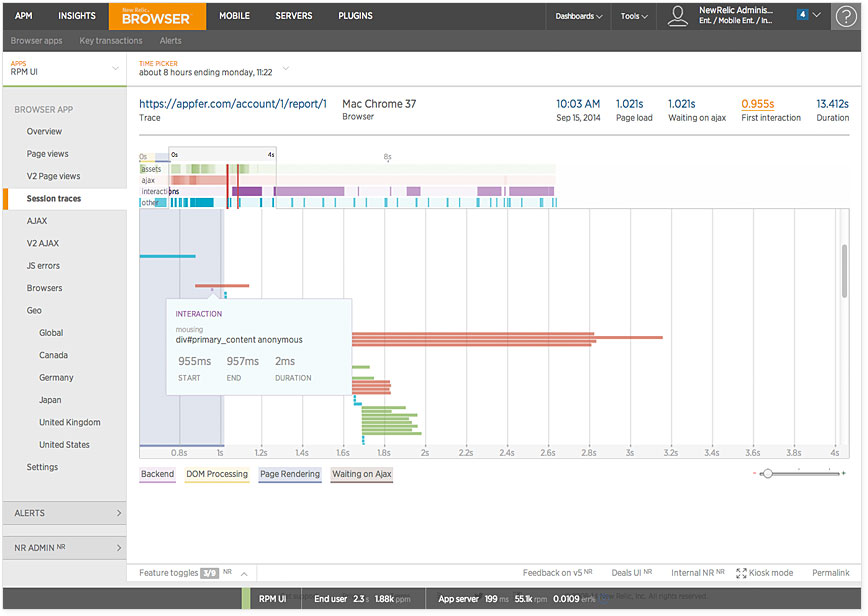 APM INSIGHTS New Relic BROWSER MOBILE SERVERS PLUGINS Dashboards Tools NewRelic Adminis... 4 ?
Ent. / Mobile Ent. / In...
Browser apps Key transactions Alerts
APPS
RPM UI
TIME PICKER
about 8 hours ending monday, 11:22
BROWSER APP
Overview
Page views
V2 Page views
Session traces
AJAX
V2 AJAX
JS errors
Browsers
Geo
Global
Canada
Germany
Japan
United Kingdom
United States
Settings
ALERTS
NR ADMIN NR
https://appfer.com/account/1/report/1 Mac Chrome 37 10:03 AM 1.021s 1.021s 0.955s 13.412s
Trace Browser Sep 15, 2014 Page load Waiting on ajax First interaction Duration
0s 0s 4s 8s
assets
ajax
interactions
other
INTERACTION
mousing
div#primary_content anonymous
955ms 957ms 2ms
START END DURATION
0.8s 1s 1.2s 1.4s 1.6s 1.8s 2s 2.2s 2.4s 2.6s 2.8s 3s 3.2s 3.4s 3.6s 3.8s 4s
Backend DOM Processing Page Rendering Waiting on Ajax
- +
Feature toggles 1/9 NR Feedback on v5 NR Deals UI NR Internal NR NR Kiosk mode Permalink
RPM UI End user 2.3 s 1.88k ppm App server 199 ms 55.1k rpm 0.0109 err%
New Relic, Inc. All rights reserved.